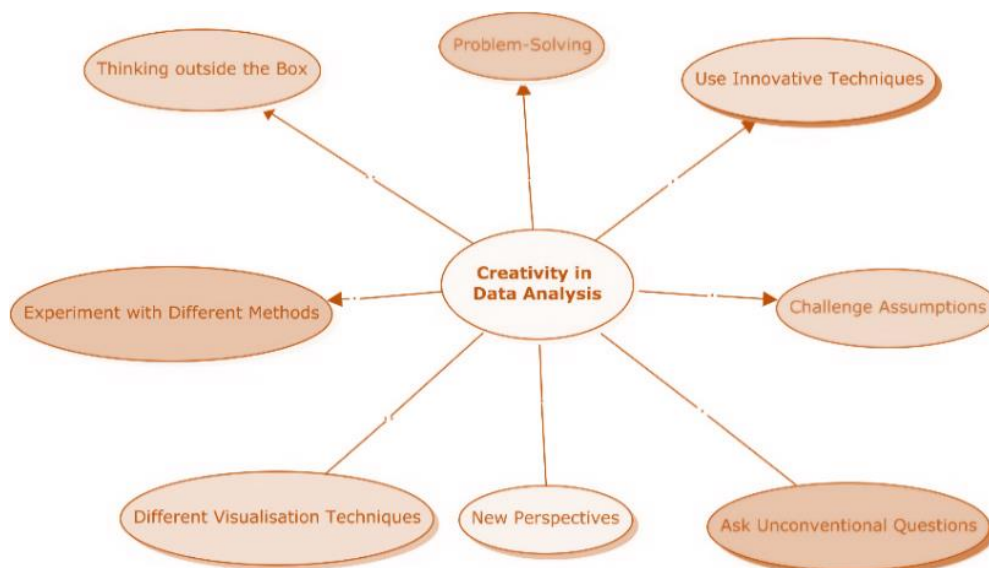 Problem-Solving
Thinking outside the Box
Use Innovative Techniques
Creativity in
Data Analysis
Experiment with Different Methods
Challenge Assumptions
Different Visualisation Techniques
New Perspectives
Ask Unconventional Questions